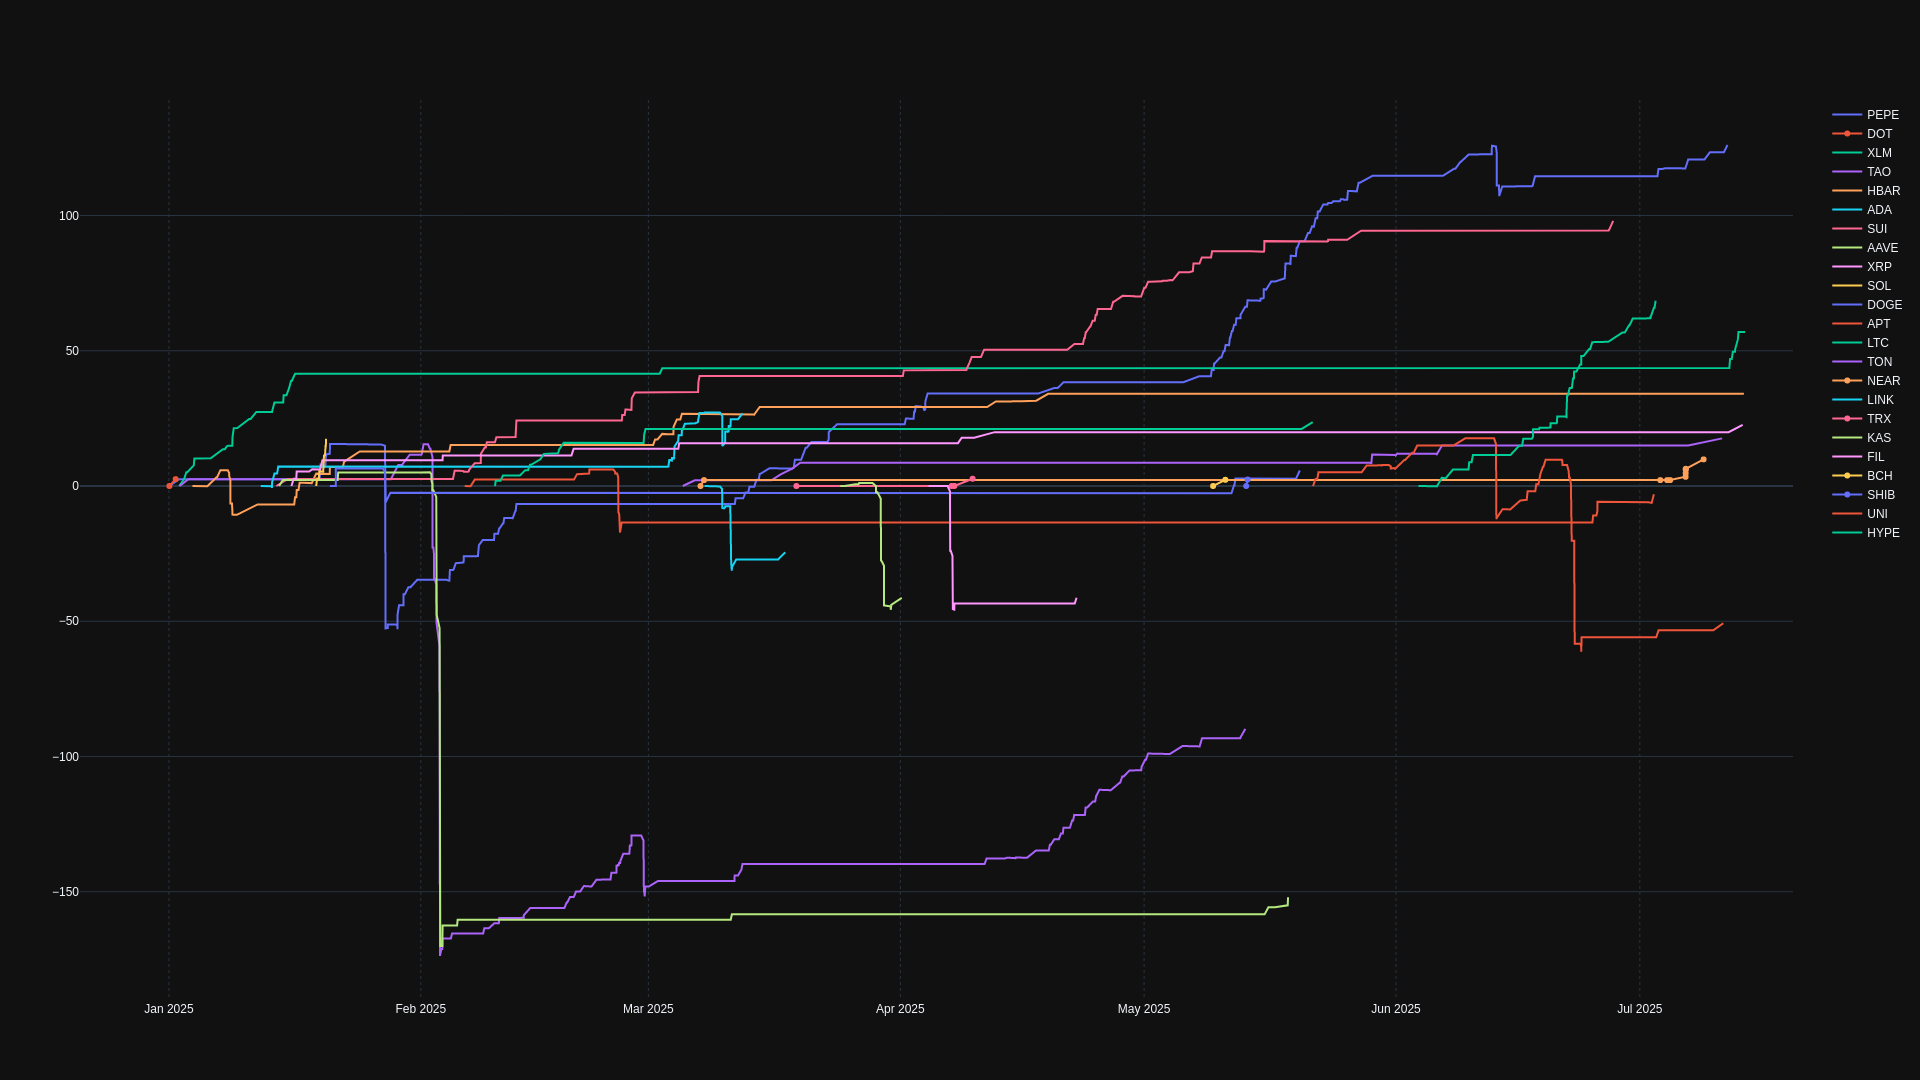 100
50
0
−50
−100
−150
Jan 2025
Feb 2025
Mar 2025
Apr 2025
May 2025
Jun 2025
Jul 2025
PEPE
DOT
XLM
TAO
HBAR
ADA
SUI
AAVE
XRP
SOL
DOGE
APT
LTC
TON
NEAR
LINK
TRX
KAS
FIL
BCH
SHIB
UNI
HYPE